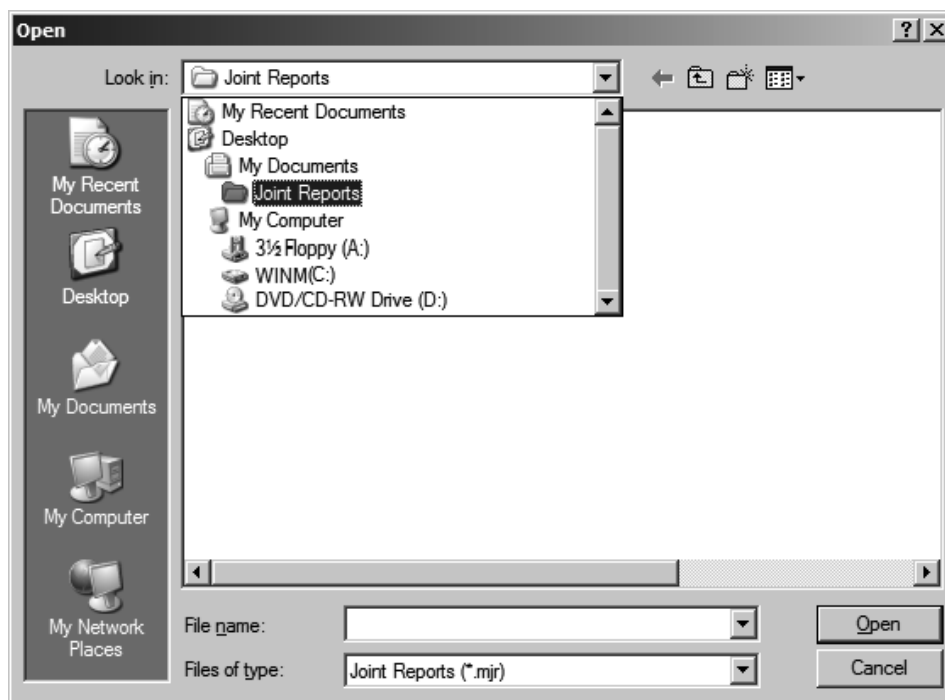 Open
Look in:
Joint Reports
My Recent Documents
Desktop
My Documents
Joint Reports
My Computer
3½ Floppy (A:)
WINM(C:)
DVD/CD-RW Drive (D:)
My Recent
Documents
Desktop
My Documents
My Computer
My Network
Places
File name:
Open
Files of type:
Joint Reports (*.mjr)
Cancel